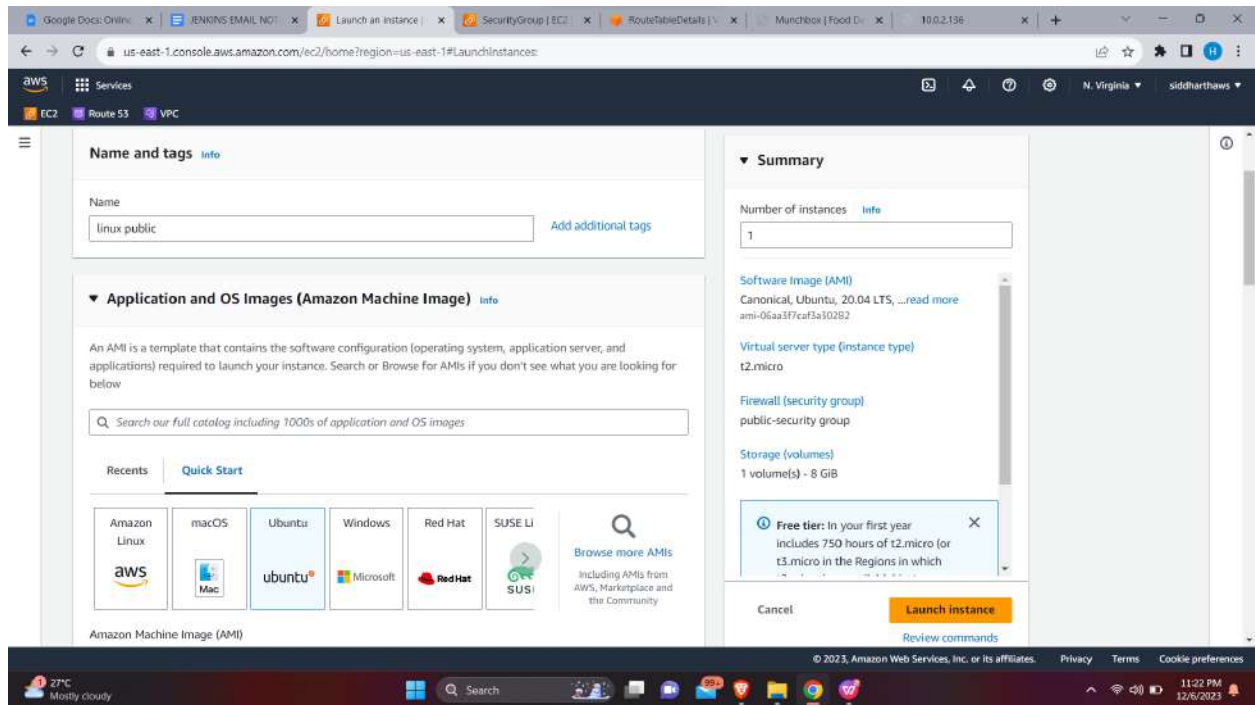 Google Docs: Online
JENKINS EMAIL NOT
Launch an instance |
SecurityGroup | EC2
RouteTableDetails | V
Munchbox | Food De
10.0.2.136
us-east-1.console.aws.amazon.com/ec2/home?region=us-east-1#LaunchInstances:
H
aws
Services
N. Virginia
siddharthaws
EC2
Route 53
VPC
Name and tags Info
Name
linux public
Add additional tags
Application and OS Images (Amazon Machine Image) Info
An AMI is a template that contains the software configuration (operating system, application server, and
applications) required to launch your instance. Search or Browse for AMIs if you don't see what you are looking for
below
Search our full catalog including 1000s of application and OS images
Recents
Quick Start
Amazon
Linux
aws
macOS
Mac
Ubuntu
ubuntu
Windows
Microsoft
Red Hat
Red Hat
SUSE Li
SUS
Browse more AMIs
Including AMIs from
AWS, Marketplace and
the Community
Amazon Machine Image (AMI)
Summary
Number of instances Info
1
Software Image (AMI)
Canonical, Ubuntu, 20.04 LTS, ...read more
ami-06aa3f7caf3a30282
Virtual server type (instance type)
t2.micro
Firewall (security group)
public-security group
Storage (volumes)
1 volume(s) - 8 GiB
Free tier: In your first year
includes 750 hours of t2.micro (or
t3.micro in the Regions in which
Cancel
Launch instance
Review commands
© 2023, Amazon Web Services, Inc. or its affiliates.
Privacy
Terms
Cookie preferences
1
27°C
Mostly cloudy
Search
99+
11:22 PM
12/6/2023